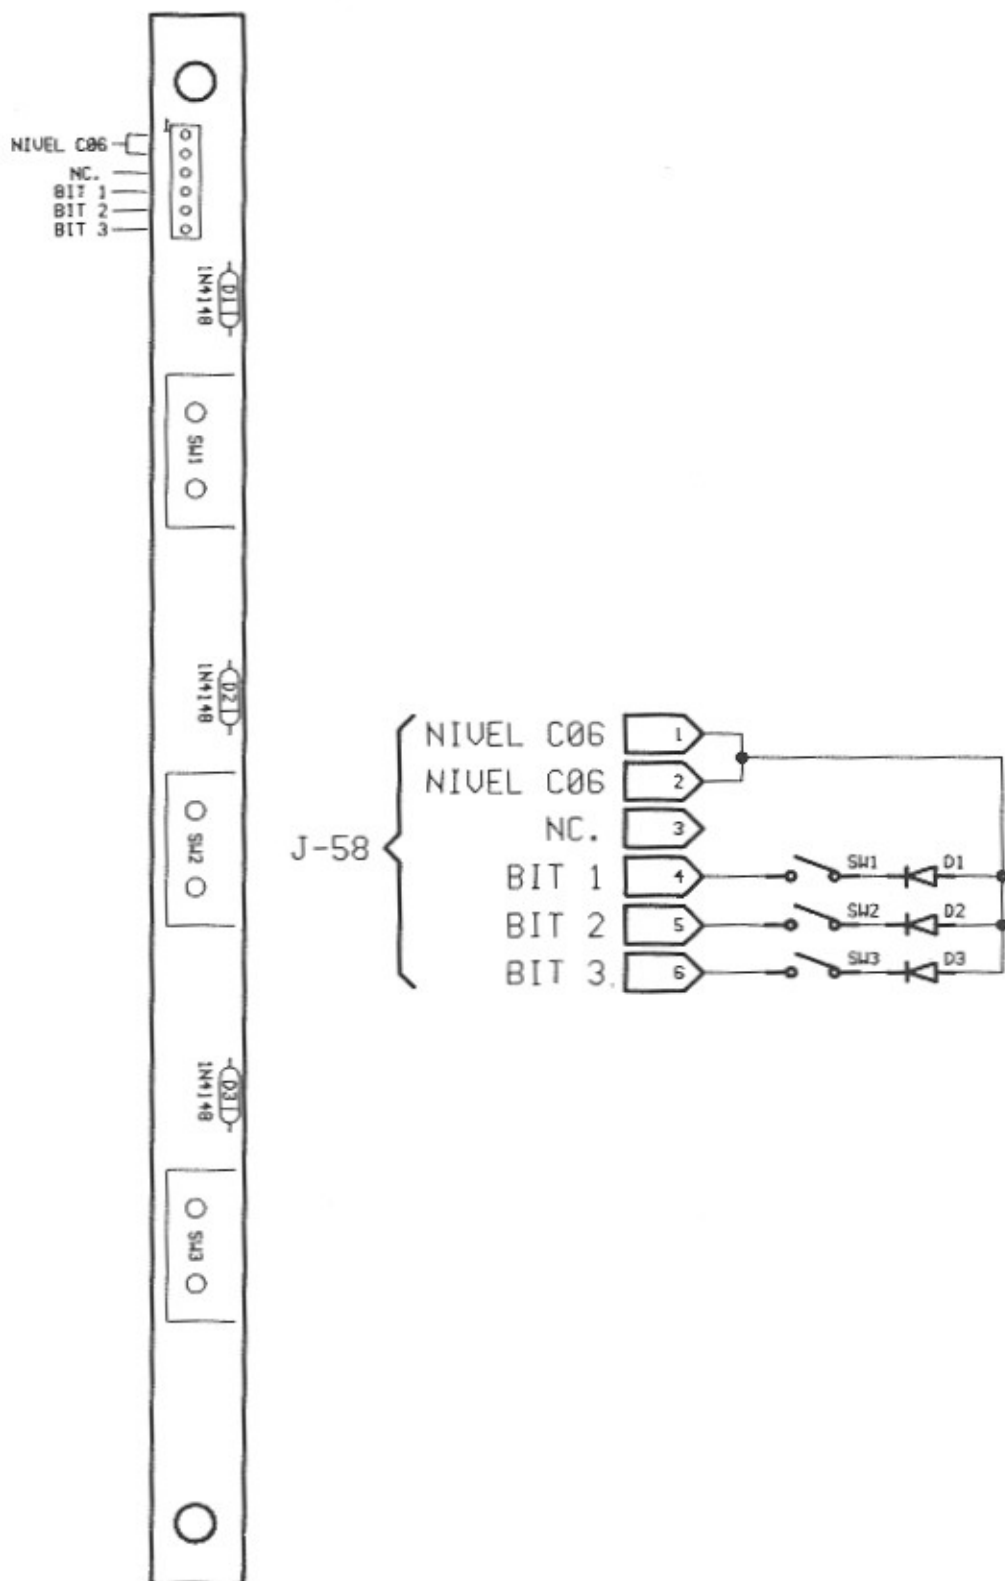 1
NIVEL C06
NC.
BIT 1
BIT 2
BIT 3
D1
1N4148
SW1
D2
1N4148
SW2
D3
1N4148
SW3
J-58
NIVEL C06 1
NIVEL C06 2
NC. 3
BIT 1 4 SW1 D1
BIT 2 5 SW2 D2
BIT 3 6 SW3 D3